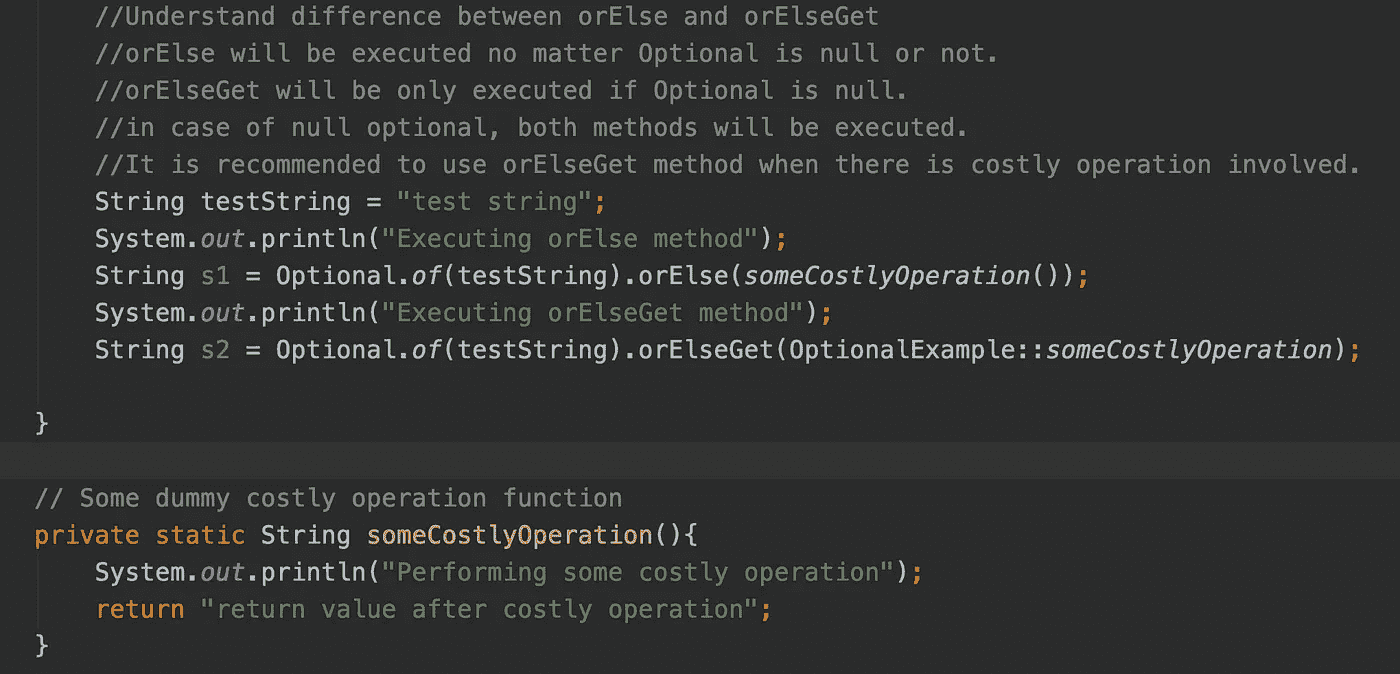 //Understand difference between orElse and orElseGet
//orElse will be executed no matter Optional is null or not.
//orElseGet will be only executed if Optional is null.
//in case of null optional, both methods will be executed.
//It is recommended to use orElseGet method when there is costly operation involved.
String testString = "test string";
System.out.println("Executing orElse method");
String s1 = Optional.of(testString).orElse(someCostlyOperation());
System.out.println("Executing orElseGet method");
String s2 = Optional.of(testString).orElseGet(OptionalExample::someCostlyOperation);
}
// Some dummy costly operation function
private static String someCostlyOperation(){
System.out.println("Performing some costly operation");
return "return value after costly operation";
}